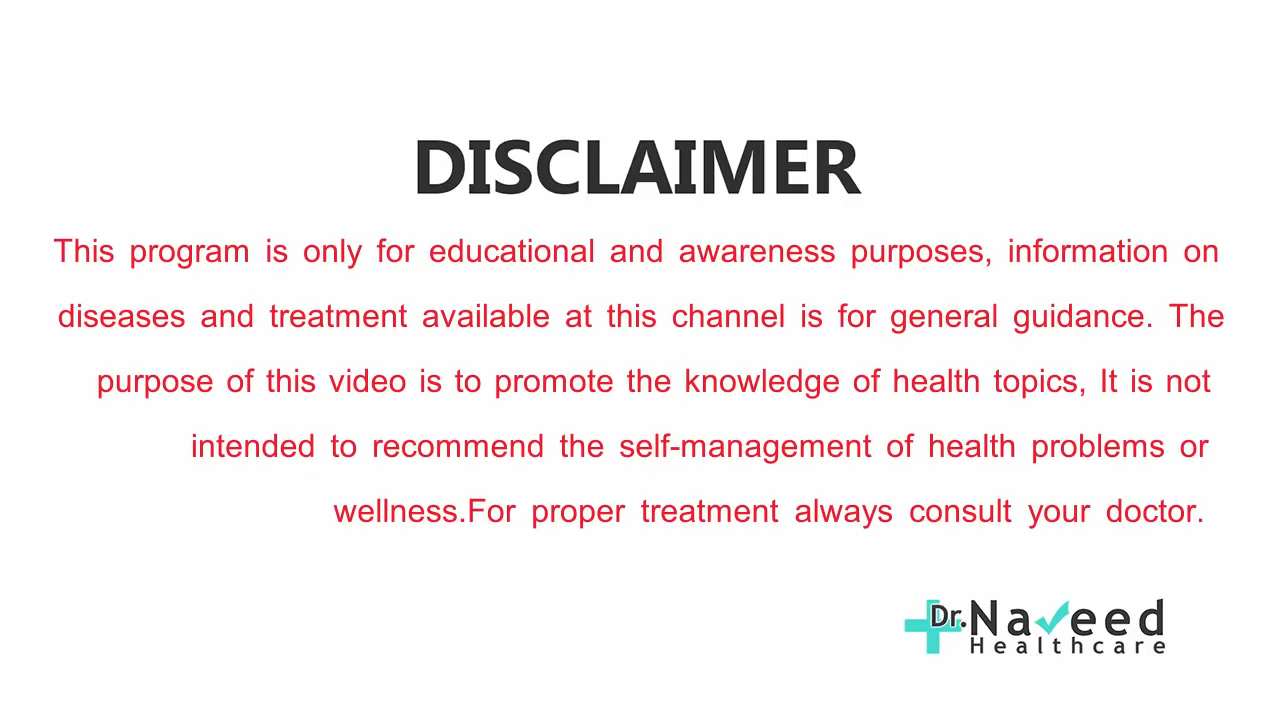 DISCLAIMER
This program is only for educational and awareness purposes, information on
diseases and treatment available at this channel is for general guidance. The
purpose of this video is to promote the knowledge of health topics, It is not
intended to recommend the self-management of health problems or
wellness.For proper treatment always consult your doctor.
Dr.Naveed
Healthcare